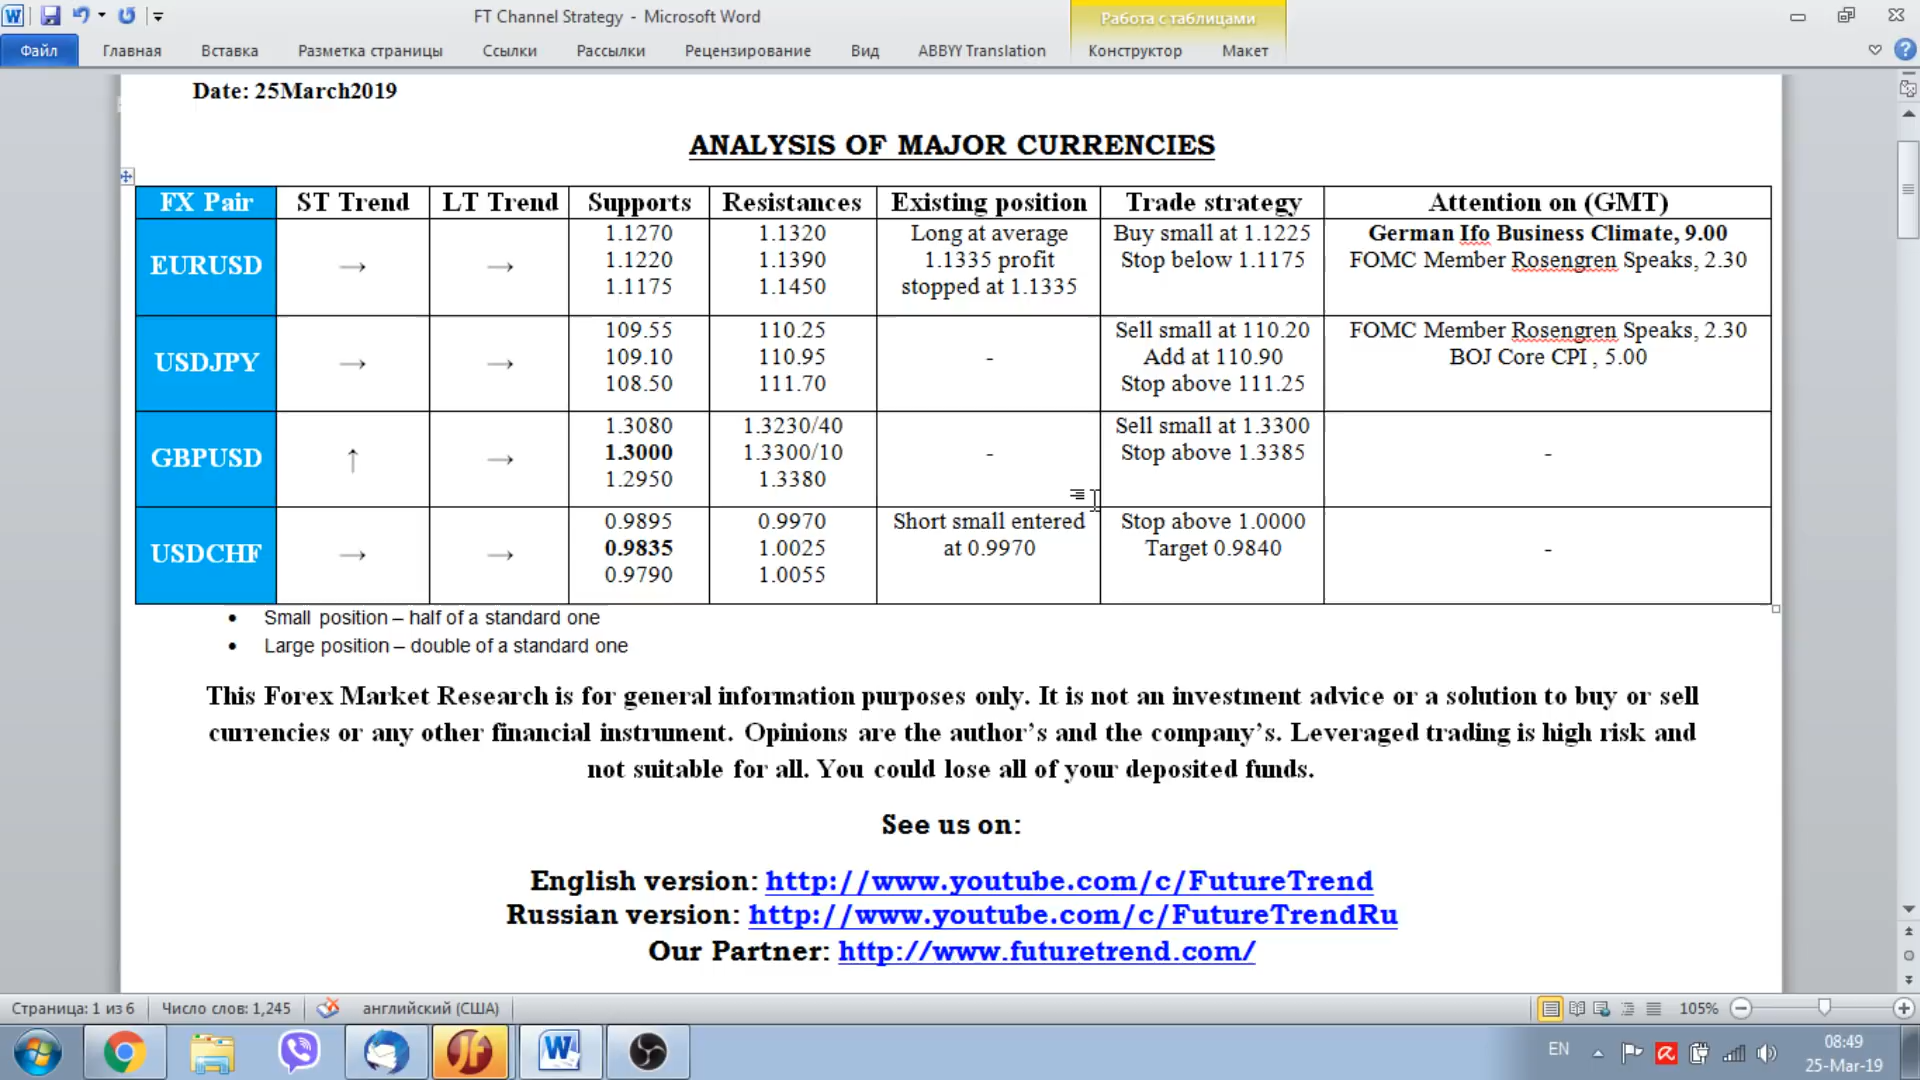 FT Channel Strategy - Microsoft Word
Работа с таблицами
Файл Главная Вставка Разметка страницы Ссылки Рассылки Рецензирование Вид ABBYY Translation Конструктор Макет
Date: 25March2019
ANALYSIS OF MAJOR CURRENCIES
FX Pair ST Trend LT Trend Supports Resistances Existing position Trade strategy Attention on (GMT)
EURUSD → →
1.1270
1.1220
1.1175
1.1320
1.1390
1.1450
Long at average
1.1335 profit
stopped at 1.1335
Buy small at 1.1225
Stop below 1.1175
German Ifo Business Climate, 9.00
FOMC Member Rosengren Speaks, 2.30
USDJPY → →
109.55
109.10
108.50
110.25
110.95
111.70
-
Sell small at 110.20
Add at 110.90
Stop above 111.25
FOMC Member Rosengren Speaks, 2.30
BOJ Core CPI , 5.00
GBPUSD ↑ →
1.3080
1.3000
1.2950
1.3230/40
1.3300/10
1.3380
-
Sell small at 1.3300
Stop above 1.3385
-
USDCHF → →
0.9895
0.9835
0.9790
0.9970
1.0025
1.0055
Short small entered
at 0.9970
Stop above 1.0000
Target 0.9840
-
• Small position – half of a standard one
• Large position – double of a standard one
This Forex Market Research is for general information purposes only. It is not an investment advice or a solution to buy or sell
currencies or any other financial instrument. Opinions are the author's and the company's. Leveraged trading is high risk and
not suitable for all. You could lose all of your deposited funds.
See us on:
English version: http://www.youtube.com/c/FutureTrend
Russian version: http://www.youtube.com/c/FutureTrendRu
Our Partner: http://www.futuretrend.com/
Страница: 1 из 6 Число слов: 1,245 английский (США) 105%
EN
08:49
25-Mar-19